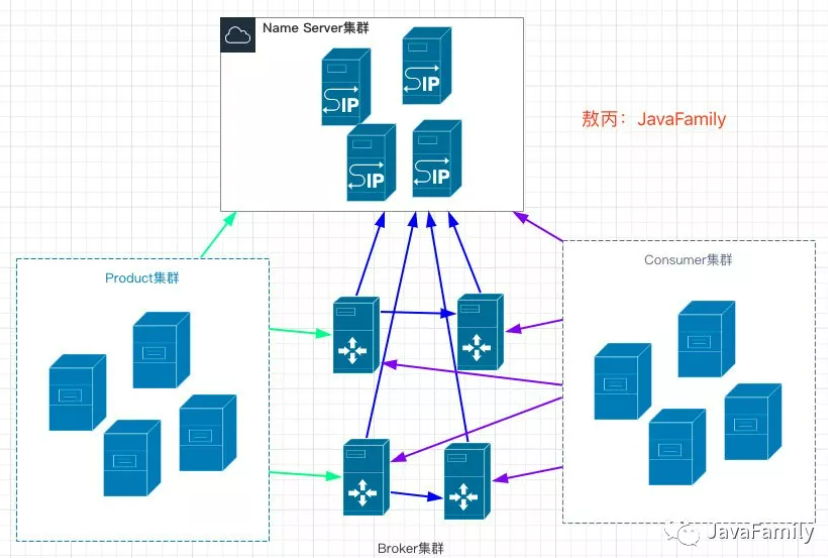 Name Server集群
IP
IP
IP
IP
敖丙：JavaFamily
Product集群
Consumer集群
Broker集群
JavaFamily